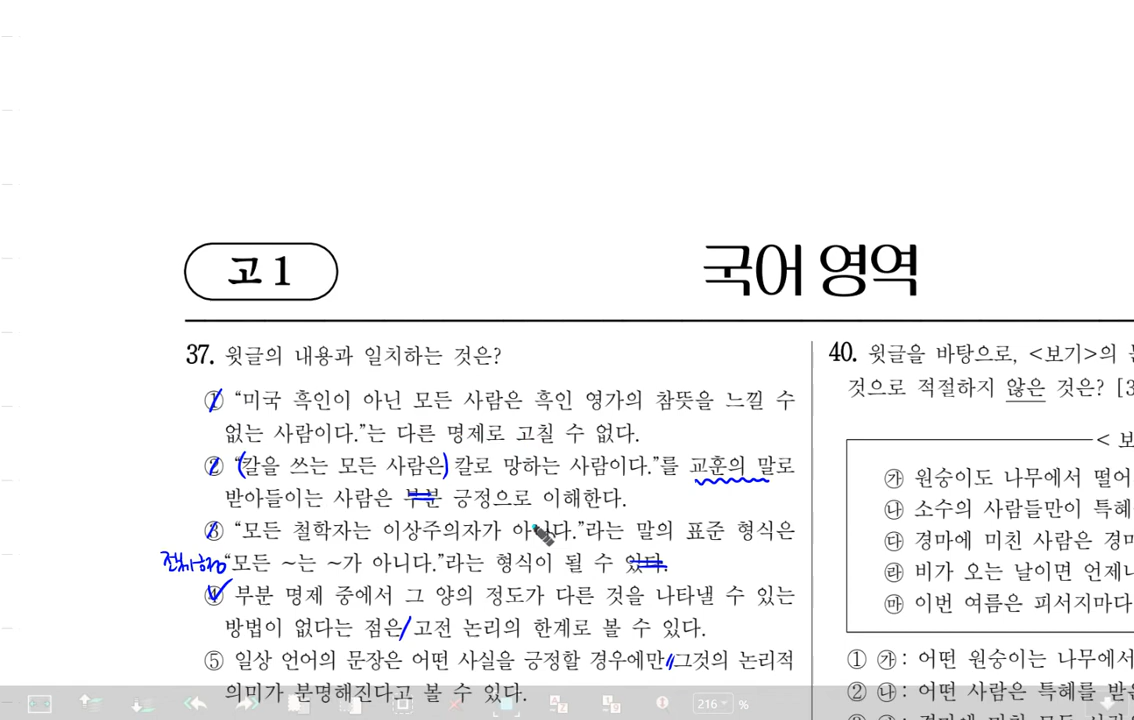 고 1
국어 영역
37. 윗글의 내용과 일치하는 것은?
① “미국 흑인이 아닌 모든 사람은 흑인 영가의 참뜻을 느낄 수
없는 사람이다.”는 다른 명제로 고칠 수 없다.
② “(칼을 쓰는 모든 사람은) 칼로 망하는 사람이다.”를 교훈의 말로
받아들이는 사람은 부분 긍정으로 이해한다.
③ “모든 철학자는 이상주의자가 아니다.”라는 말의 표준 형식은
“모든 ~는 ~가 아니다.”라는 형식이 될 수 있다.
④ 부분 명제 중에서 그 양의 정도가 다른 것을 나타낼 수 있는
방법이 없다는 점은 고전 논리의 한계로 볼 수 있다.
⑤ 일상 언어의 문장은 어떤 사실을 긍정할 경우에만 그것의 논리적
의미가 분명해진다고 볼 수 있다.
40. 윗글을 바탕으로, <보기>의
것으로 적절하지 않은 것은? [3
< 보
㉮ 원숭이도 나무에서 떨어
㉯ 소수의 사람들만이 특혜
㉰ 경마에 미친 사람은 경마
㉱ 비가 오는 날이면 언제나
㉲ 이번 여름은 피서지마다
① ㉮: 어떤 원숭이는 나무에서
② ㉯: 어떤 사람은 특혜를 받은
216 %